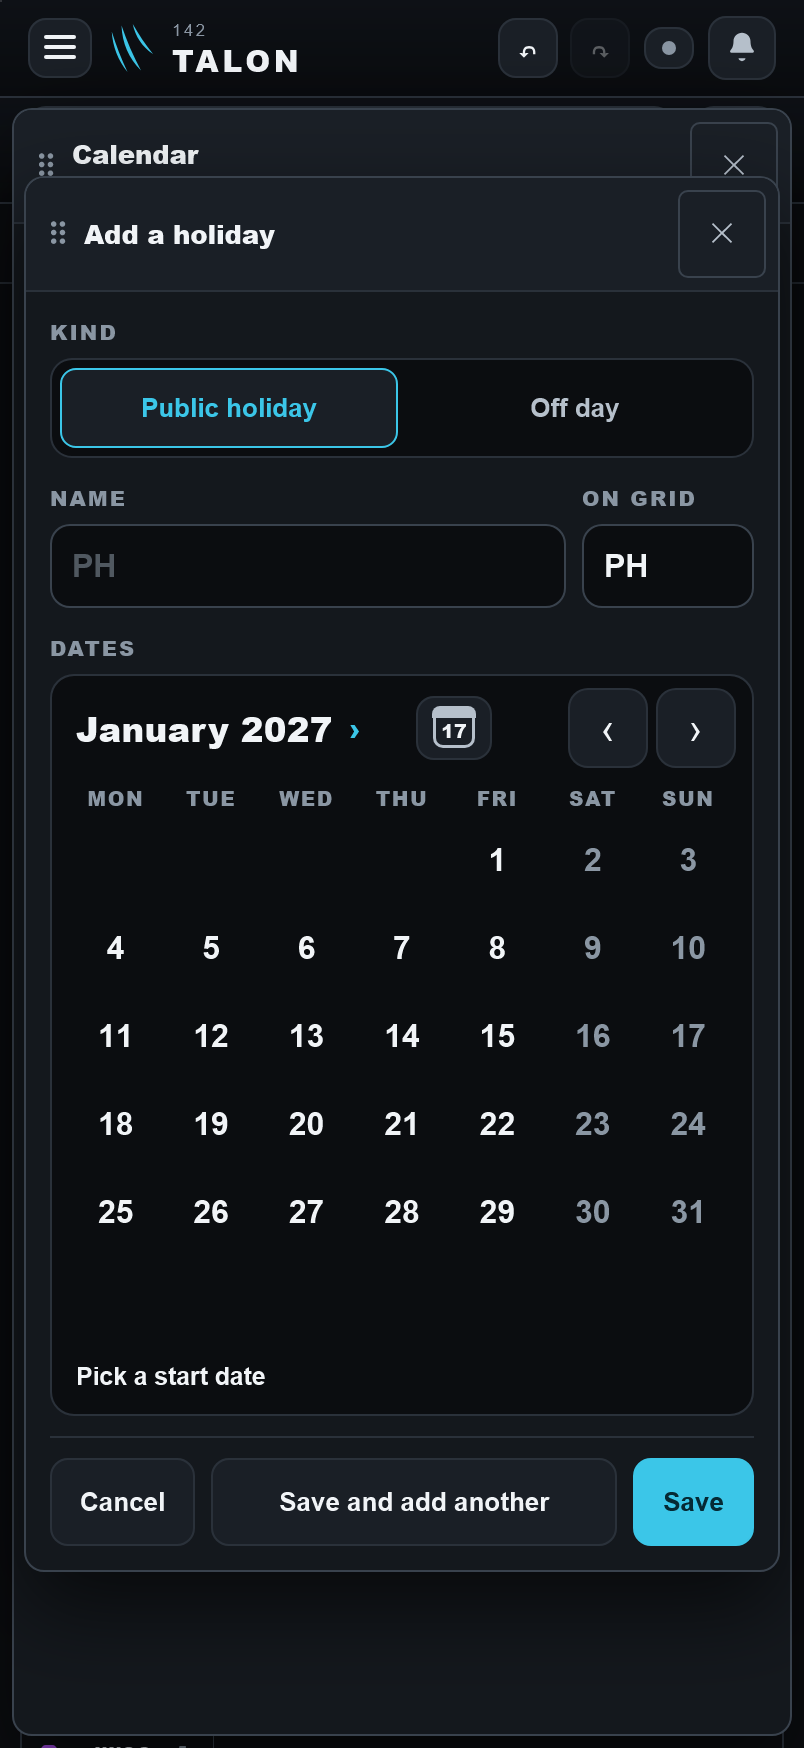 142
TALON
Calendar
Add a holiday
KIND
Public holiday Off day
NAME ON GRID
PH PH
DATES
January 2027 › 17 ‹ ›
MON TUE WED THU FRI SAT SUN
1 2 3
4 5 6 7 8 9 10
11 12 13 14 15 16 17
18 19 20 21 22 23 24
25 26 27 28 29 30 31
Pick a start date
Cancel Save and add another Save